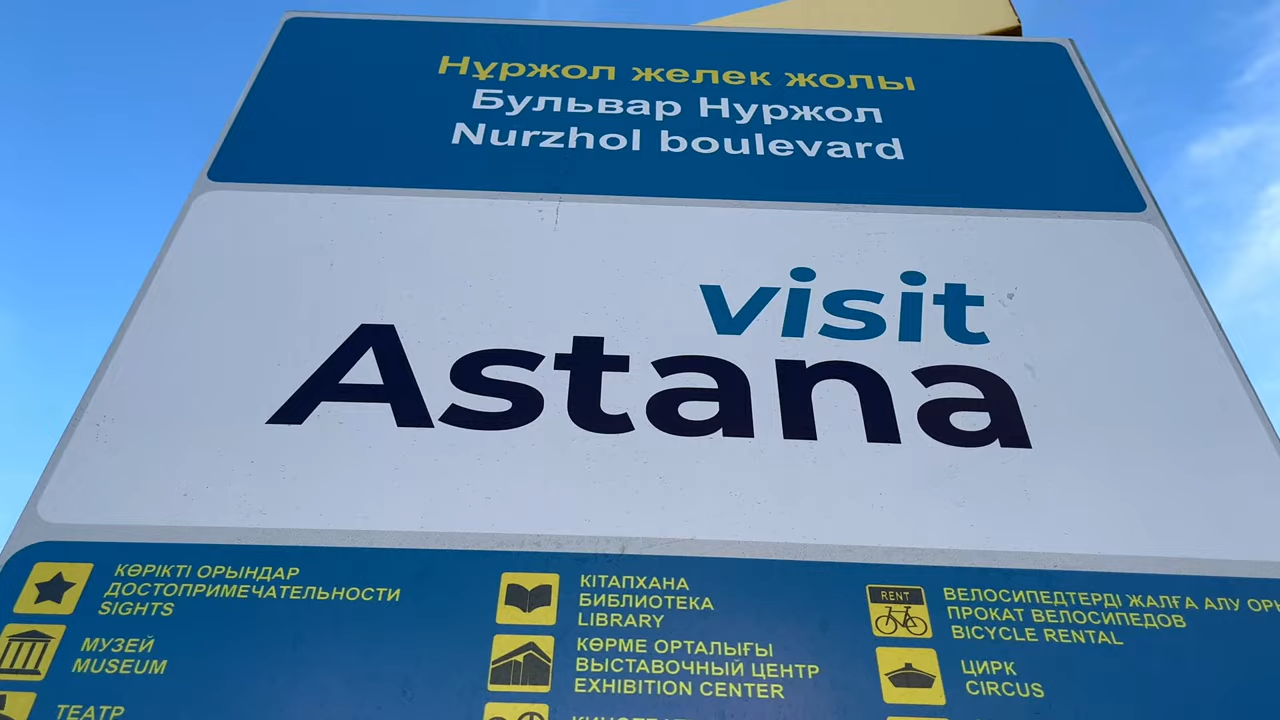 Нұржол желек жолы
Бульвар Нуржол
Nurzhol boulevard
visit
Astana
КӨРІКТІ ОРЫНДАР
ДОСТОПРИМЕЧАТЕЛЬНОСТИ
SIGHTS
МУЗЕЙ
MUSEUM
ТЕАТР
КІТАПХАНА
БИБЛИОТЕКА
LIBRARY
КӨРМЕ ОРТАЛЫҒЫ
ВЫСТАВОЧНЫЙ ЦЕНТР
EXHIBITION CENTER
RENT
ВЕЛОСИПЕДТЕРДІ ЖАЛҒА АЛУ
ПРОКАТ ВЕЛОСИПЕДОВ
BICYCLE RENTAL
ЦИРК
CIRCUS